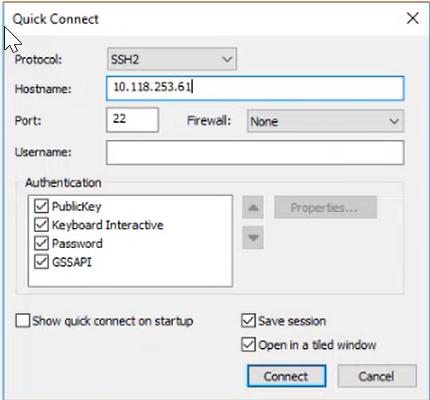 Quick Connect
Protocol: SSH2
Hostname: 10.118.253.61
Port: 22 Firewall: None
Username:
Authentication
PublicKey
Keyboard Interactive
Password
GSSAPI
Properties...
Show quick connect on startup
Save session
Open in a tiled window
Connect Cancel